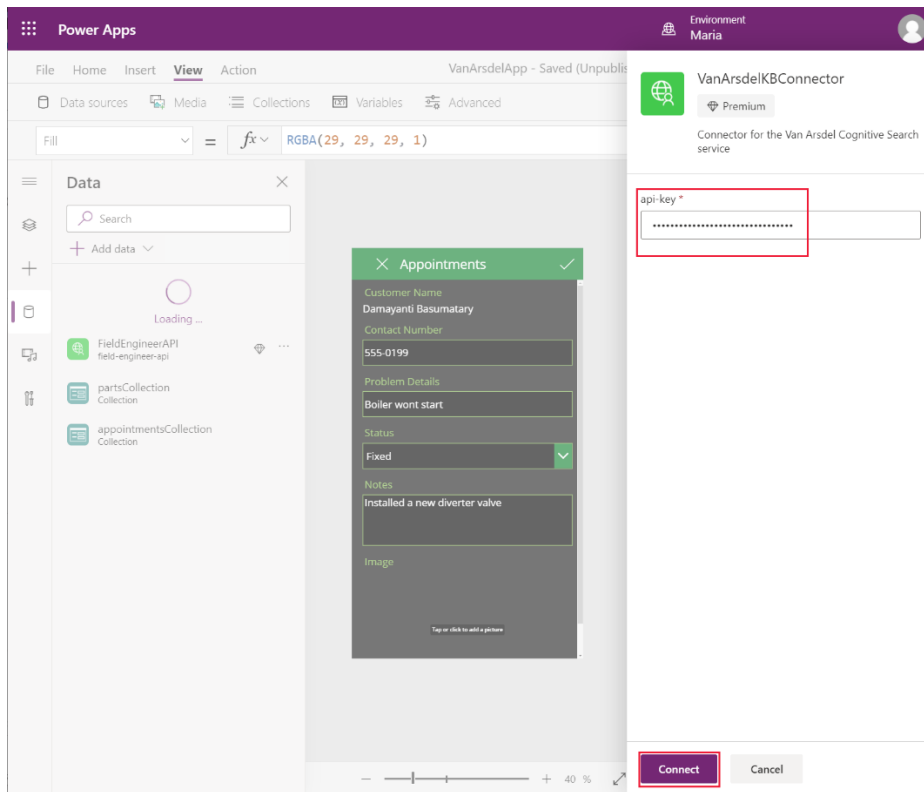 Power Apps
Environment
Maria
File Home Insert View Action
VanArsdelApp - Saved (Unpublis
Data sources Media Collections Variables Advanced
Fill = fx RGBA(29, 29, 29, 1)
Data
Search
Add data
Loading ...
FieldEngineerAPI
field-engineer-api
partsCollection
Collection
appointmentsCollection
Collection
Appointments
Customer Name
Damayanti Basumatary
Contact Number
555-0199
Problem Details
Boiler wont start
Status
Fixed
Notes
Installed a new diverter valve
Image
Tap or click to add a picture
40 %
VanArsdelKBConnector
Premium
Connector for the Van Arsdel Cognitive Search
service
api-key *
••••••••••••••••••••••••••••••••
Connect Cancel